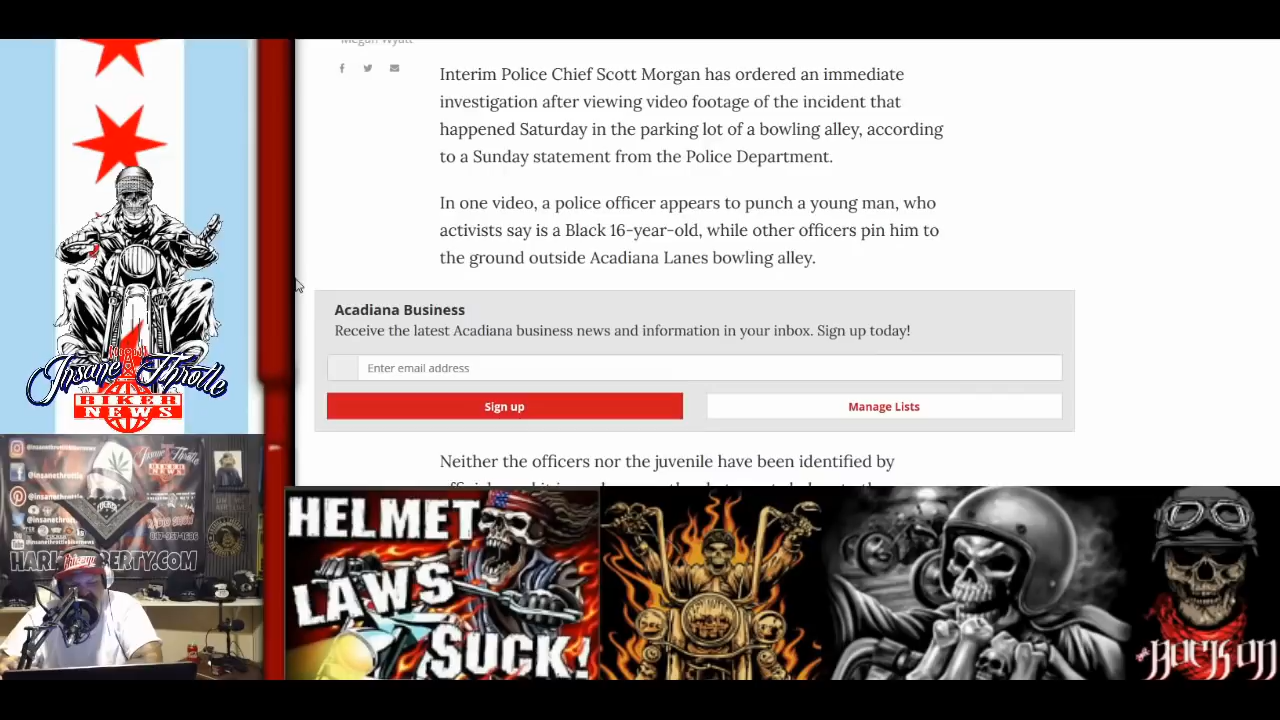 Megan Wyatt
Interim Police Chief Scott Morgan has ordered an immediate
investigation after viewing video footage of the incident that
happened Saturday in the parking lot of a bowling alley, according
to a Sunday statement from the Police Department.
In one video, a police officer appears to punch a young man, who
activists say is a Black 16-year-old, while other officers pin him to
the ground outside Acadiana Lanes bowling alley.
Acadiana Business
Receive the latest Acadiana business news and information in your inbox. Sign up today!
Enter email address
Sign up
Manage Lists
Neither the officers nor the juvenile have been identified by
Insane Throttle
BIKER
NEWS
@insanethrottlebikernews
@insanethrottle
HELMET
LAWS
SUCK!